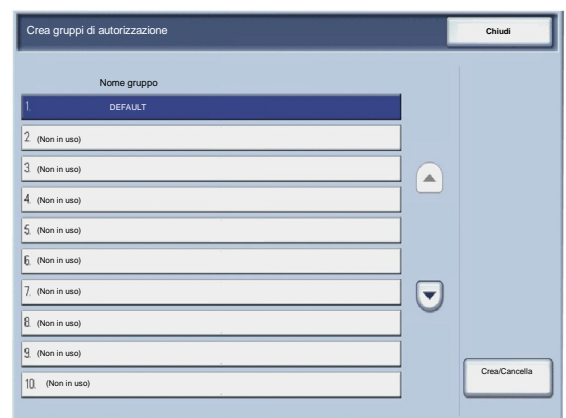 Crea gruppi di autorizzazione
Chiudi
Nome gruppo
1. DEFAULT
2. (Non in uso)
3. (Non in uso)
4. (Non in uso)
5. (Non in uso)
6. (Non in uso)
7. (Non in uso)
8. (Non in uso)
9. (Non in uso)
10. (Non in uso)
Crea/Cancella